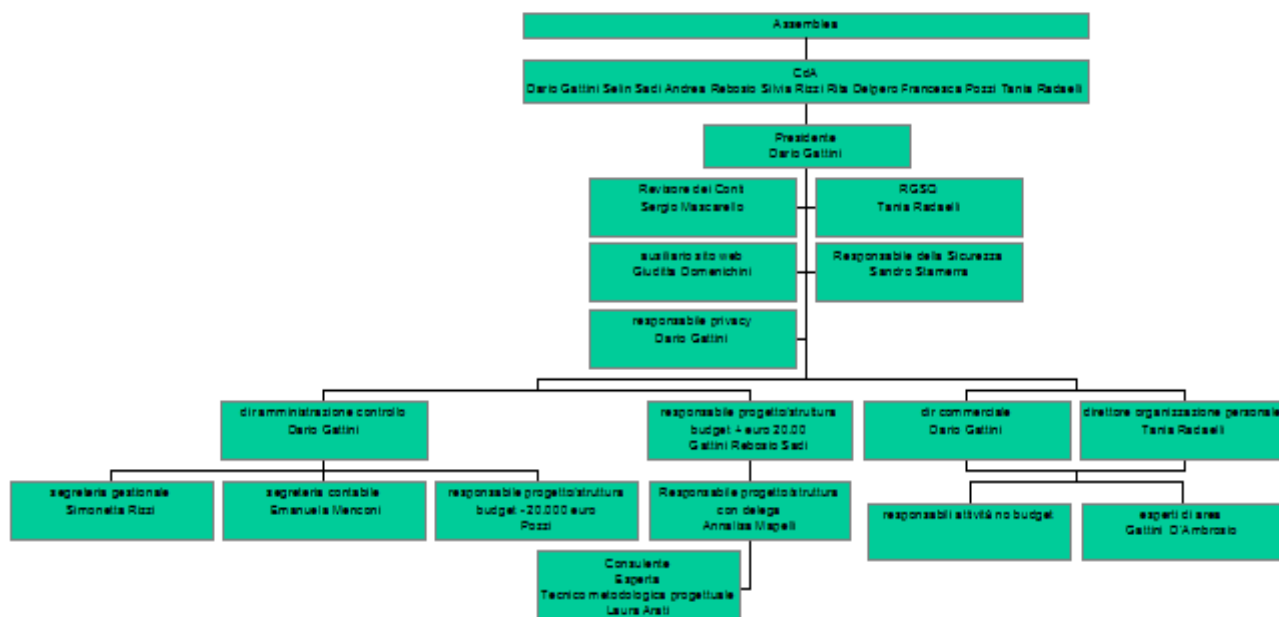 Assemblea
CdA
Dario Gattini Selin Sadi Andrea Rebosio Silvia Rizzi Rita Delpero Francesca Pozzi Tania Radaeli
Presidente
Dario Gattini
Revisore dei Conti
Sergio Mascarello
RGSQ
Tania Radaeli
ausiliario sito web
Giuditta Domenichini
Responsabile della Sicurezza
Sandro Stamerra
responsabile privacy
Dario Gattini
dir amministrazione controllo
Dario Gattini
responsabile progetto/struttura
budget + euro 20.00
Gattini Rebosio Sadi
dir commerciale
Dario Gattini
direttore organizzazione personale
Tania Radaeli
segreteria gestionale
Simonetta Rizzi
segreteria contabile
Emanuela Menconi
responsabile progetto/struttura
budget - 20.000 euro
Pozzi
Responsabile progetto/struttura
con delega
Annalisa Mapelli
responsabili attività no budget
esperti di area
Gattini D'Ambrosio
Consulente
Esperta
Tecnico metodologica progettuale
Laura Arati